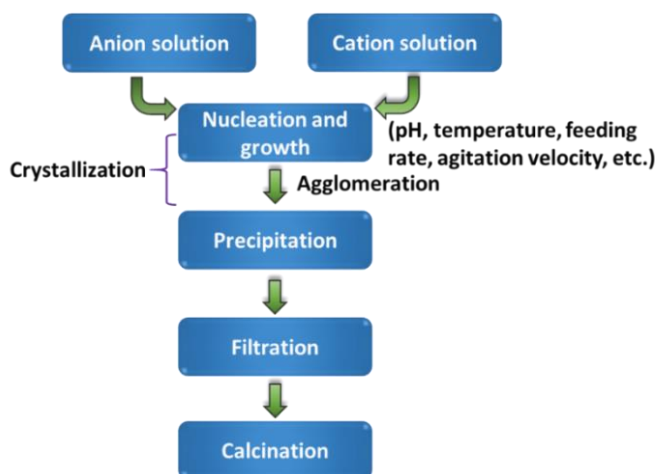 Anion solution
Cation solution
Nucleation and
growth
(pH, temperature, feeding
rate, agitation velocity, etc.)
Crystallization
Agglomeration
Precipitation
Filtration
Calcination